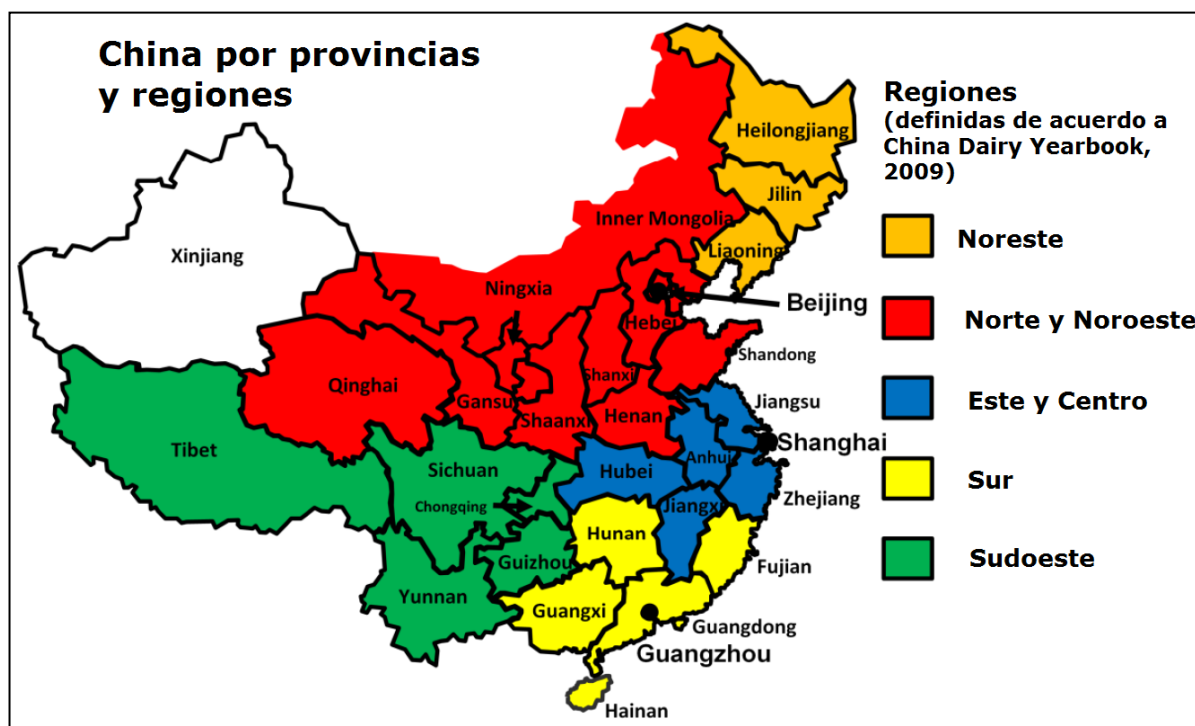 China por provincias
y regiones
Regiones
(definidas de acuerdo a
China Dairy Yearbook,
2009)
Noreste
Norte y Noroeste
Este y Centro
Sur
Sudoeste
Heilongjiang
Jilin
Liaoning
Inner Mongolia
Xinjiang
Ningxia
Beijing
Hebei
Shandong
Shanxi
Qinghai
Gansu
Shaanxi
Henan
Jiangsu
Shanghai
Tibet
Sichuan
Hubei
Anhui
Zhejiang
Chongqing
Jiangxi
Hunan
Guizhou
Fujian
Yunnan
Guangxi
Guangdong
Guangzhou
Hainan